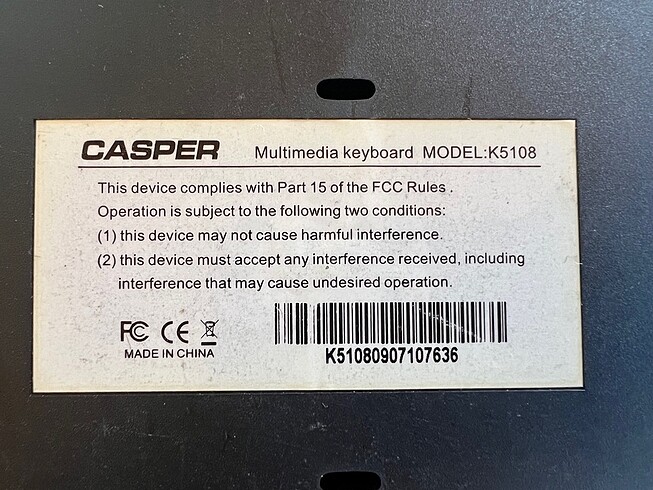 CASPER Multimedia keyboard MODEL:K5108
This device complies with Part 15 of the FCC Rules .
Operation is subject to the following two conditions:
(1) this device may not cause harmful interference.
(2) this device must accept any interference received, including
interference that may cause undesired operation.
FC CE
MADE IN CHINA
K51080907107636